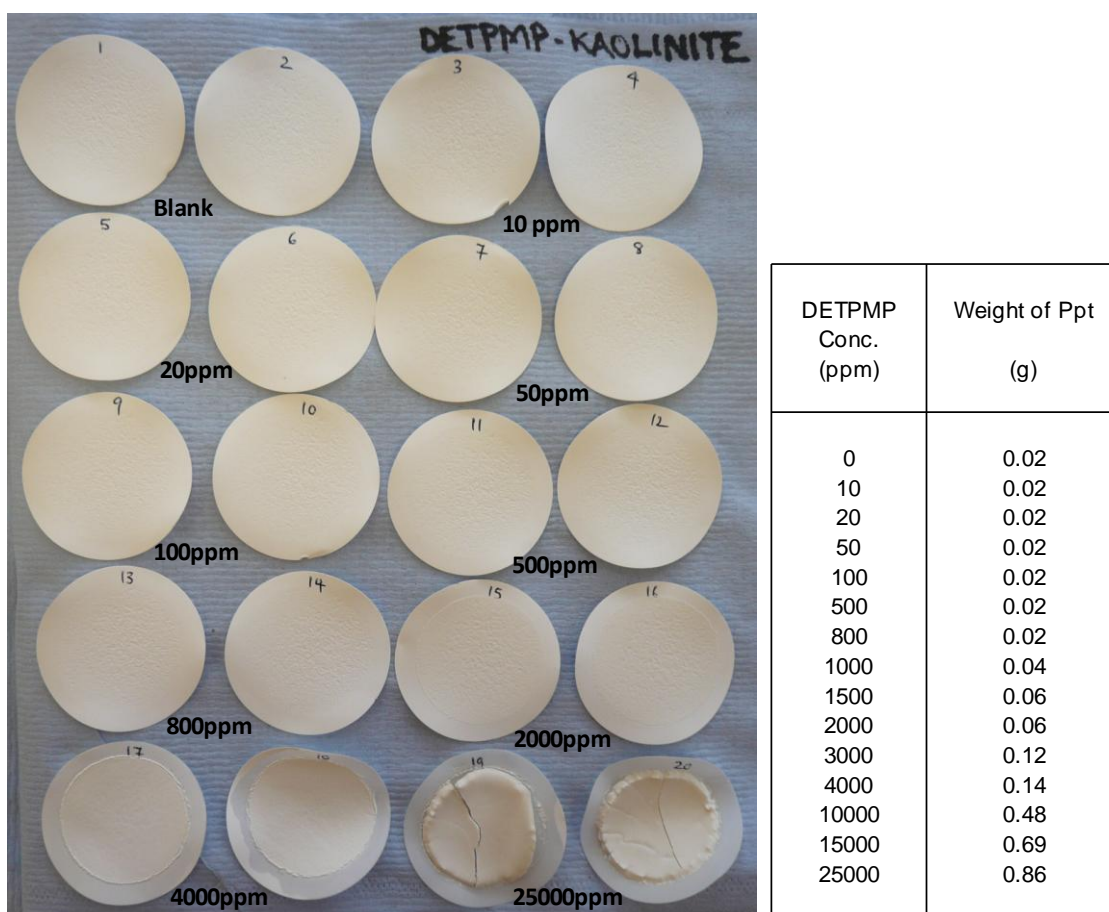 DETPMP-KAOLINITE
1
2
3
4
Blank
10 ppm
5
6
7
8
20ppm
50ppm
9
10
11
12
100ppm
500ppm
13
14
15
16
800ppm
2000ppm
17
18
19
20
4000ppm
25000ppm
DETPMP Weight of Ppt
Conc.
(ppm) (g)
0 0.02
10 0.02
20 0.02
50 0.02
100 0.02
500 0.02
800 0.02
1000 0.04
1500 0.06
2000 0.06
3000 0.12
4000 0.14
10000 0.48
15000 0.69
25000 0.86